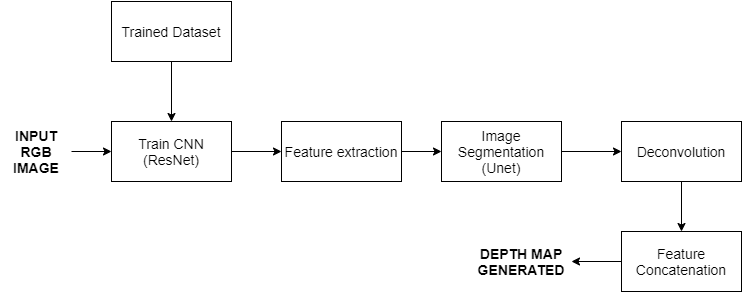 Trained Dataset
INPUT
RGB
IMAGE
Train CNN
(ResNet)
Feature extraction
Image
Segmentation
(Unet)
Deconvolution
DEPTH MAP
GENERATED
Feature
Concatenation